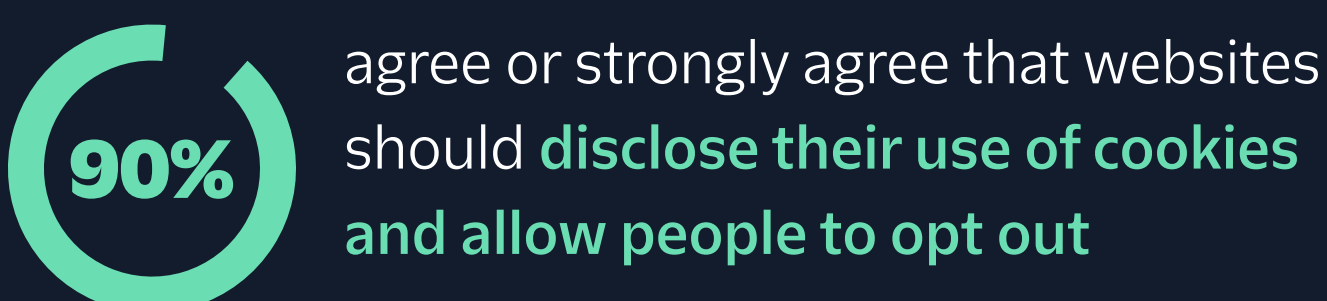 90%
agree or strongly agree that websites
should disclose their use of cookies
and allow people to opt out